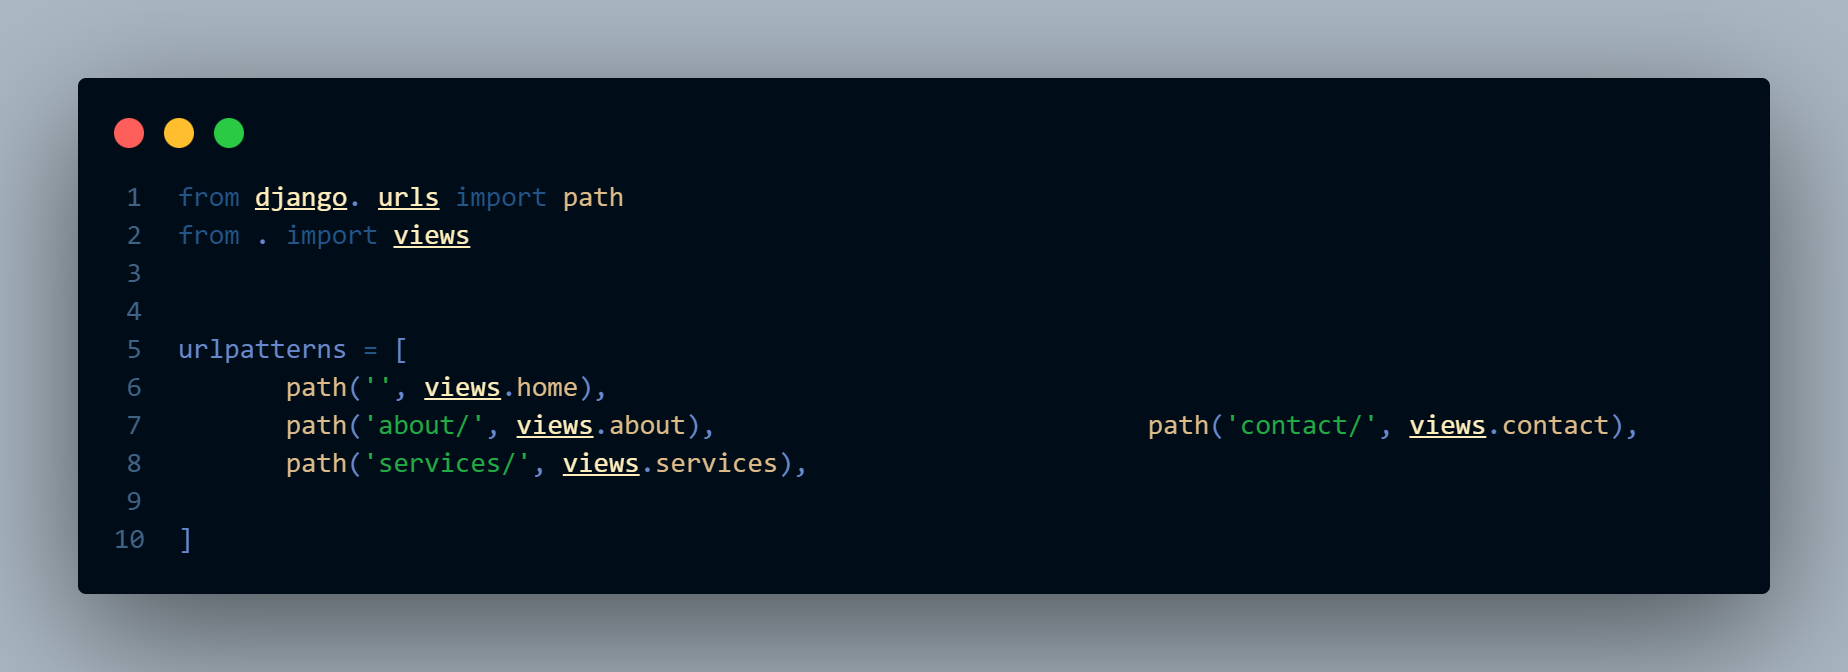 1 from django. urls import path
2 from . import views
3
4
5 urlpatterns = [
6        path('', views.home),
7        path('about/', views.about),                            path('contact/', views.contact),
8        path('services/', views.services),
9
10 ]